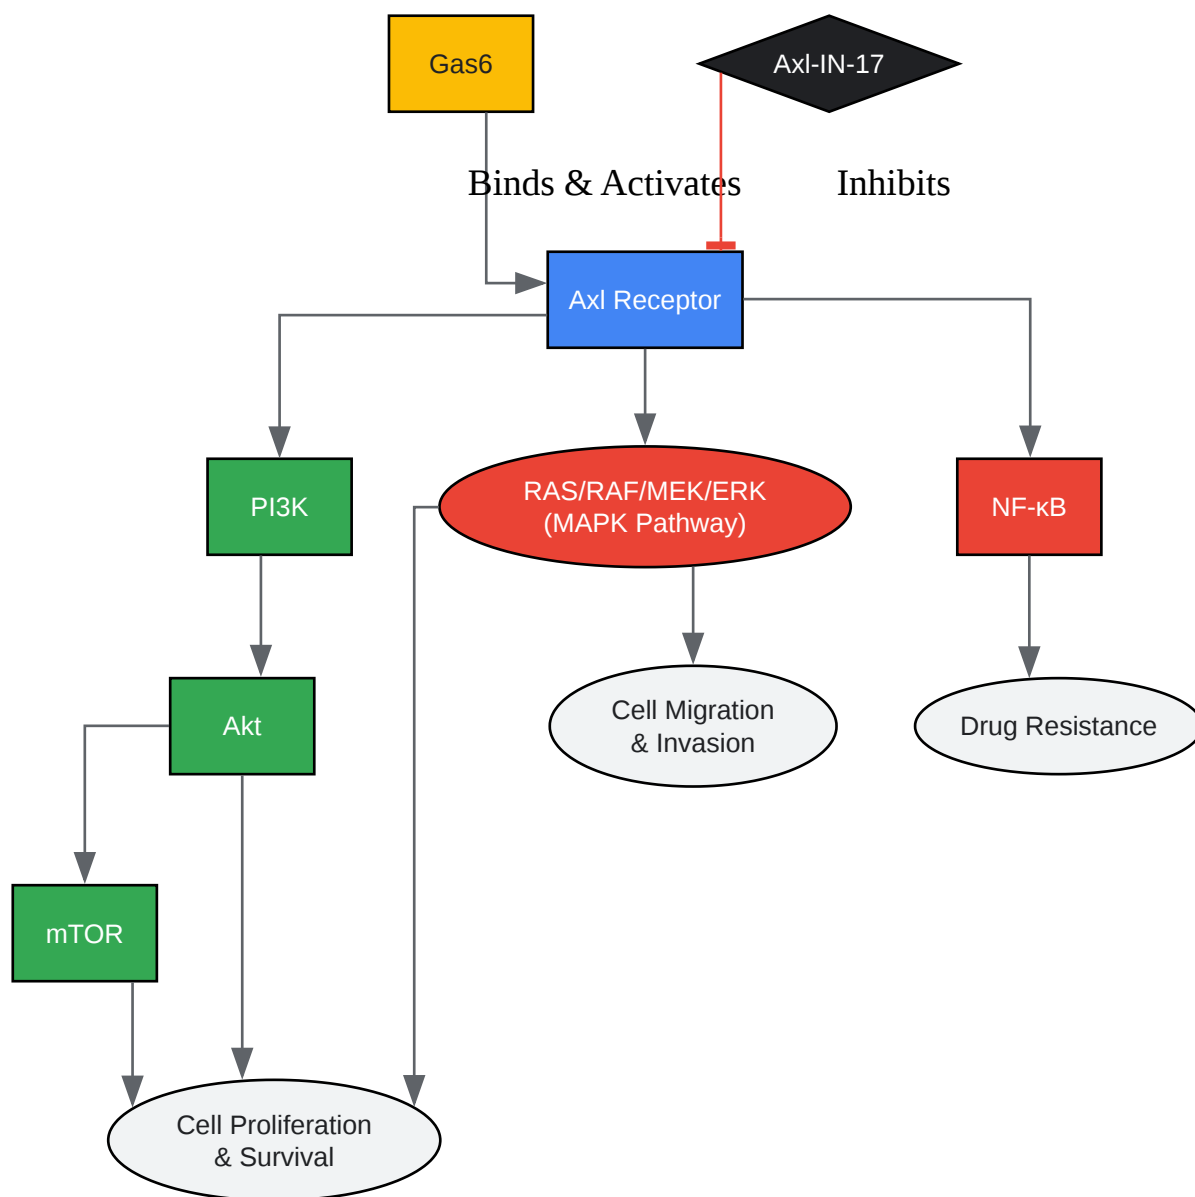 Gas6
Axl-IN-17
Binds & Activates
Inhibits
Axl Receptor
PI3K
RAS/RAF/MEK/ERK
(MAPK Pathway)
NF-κB
Akt
Cell Migration
& Invasion
Drug Resistance
mTOR
Cell Proliferation
& Survival